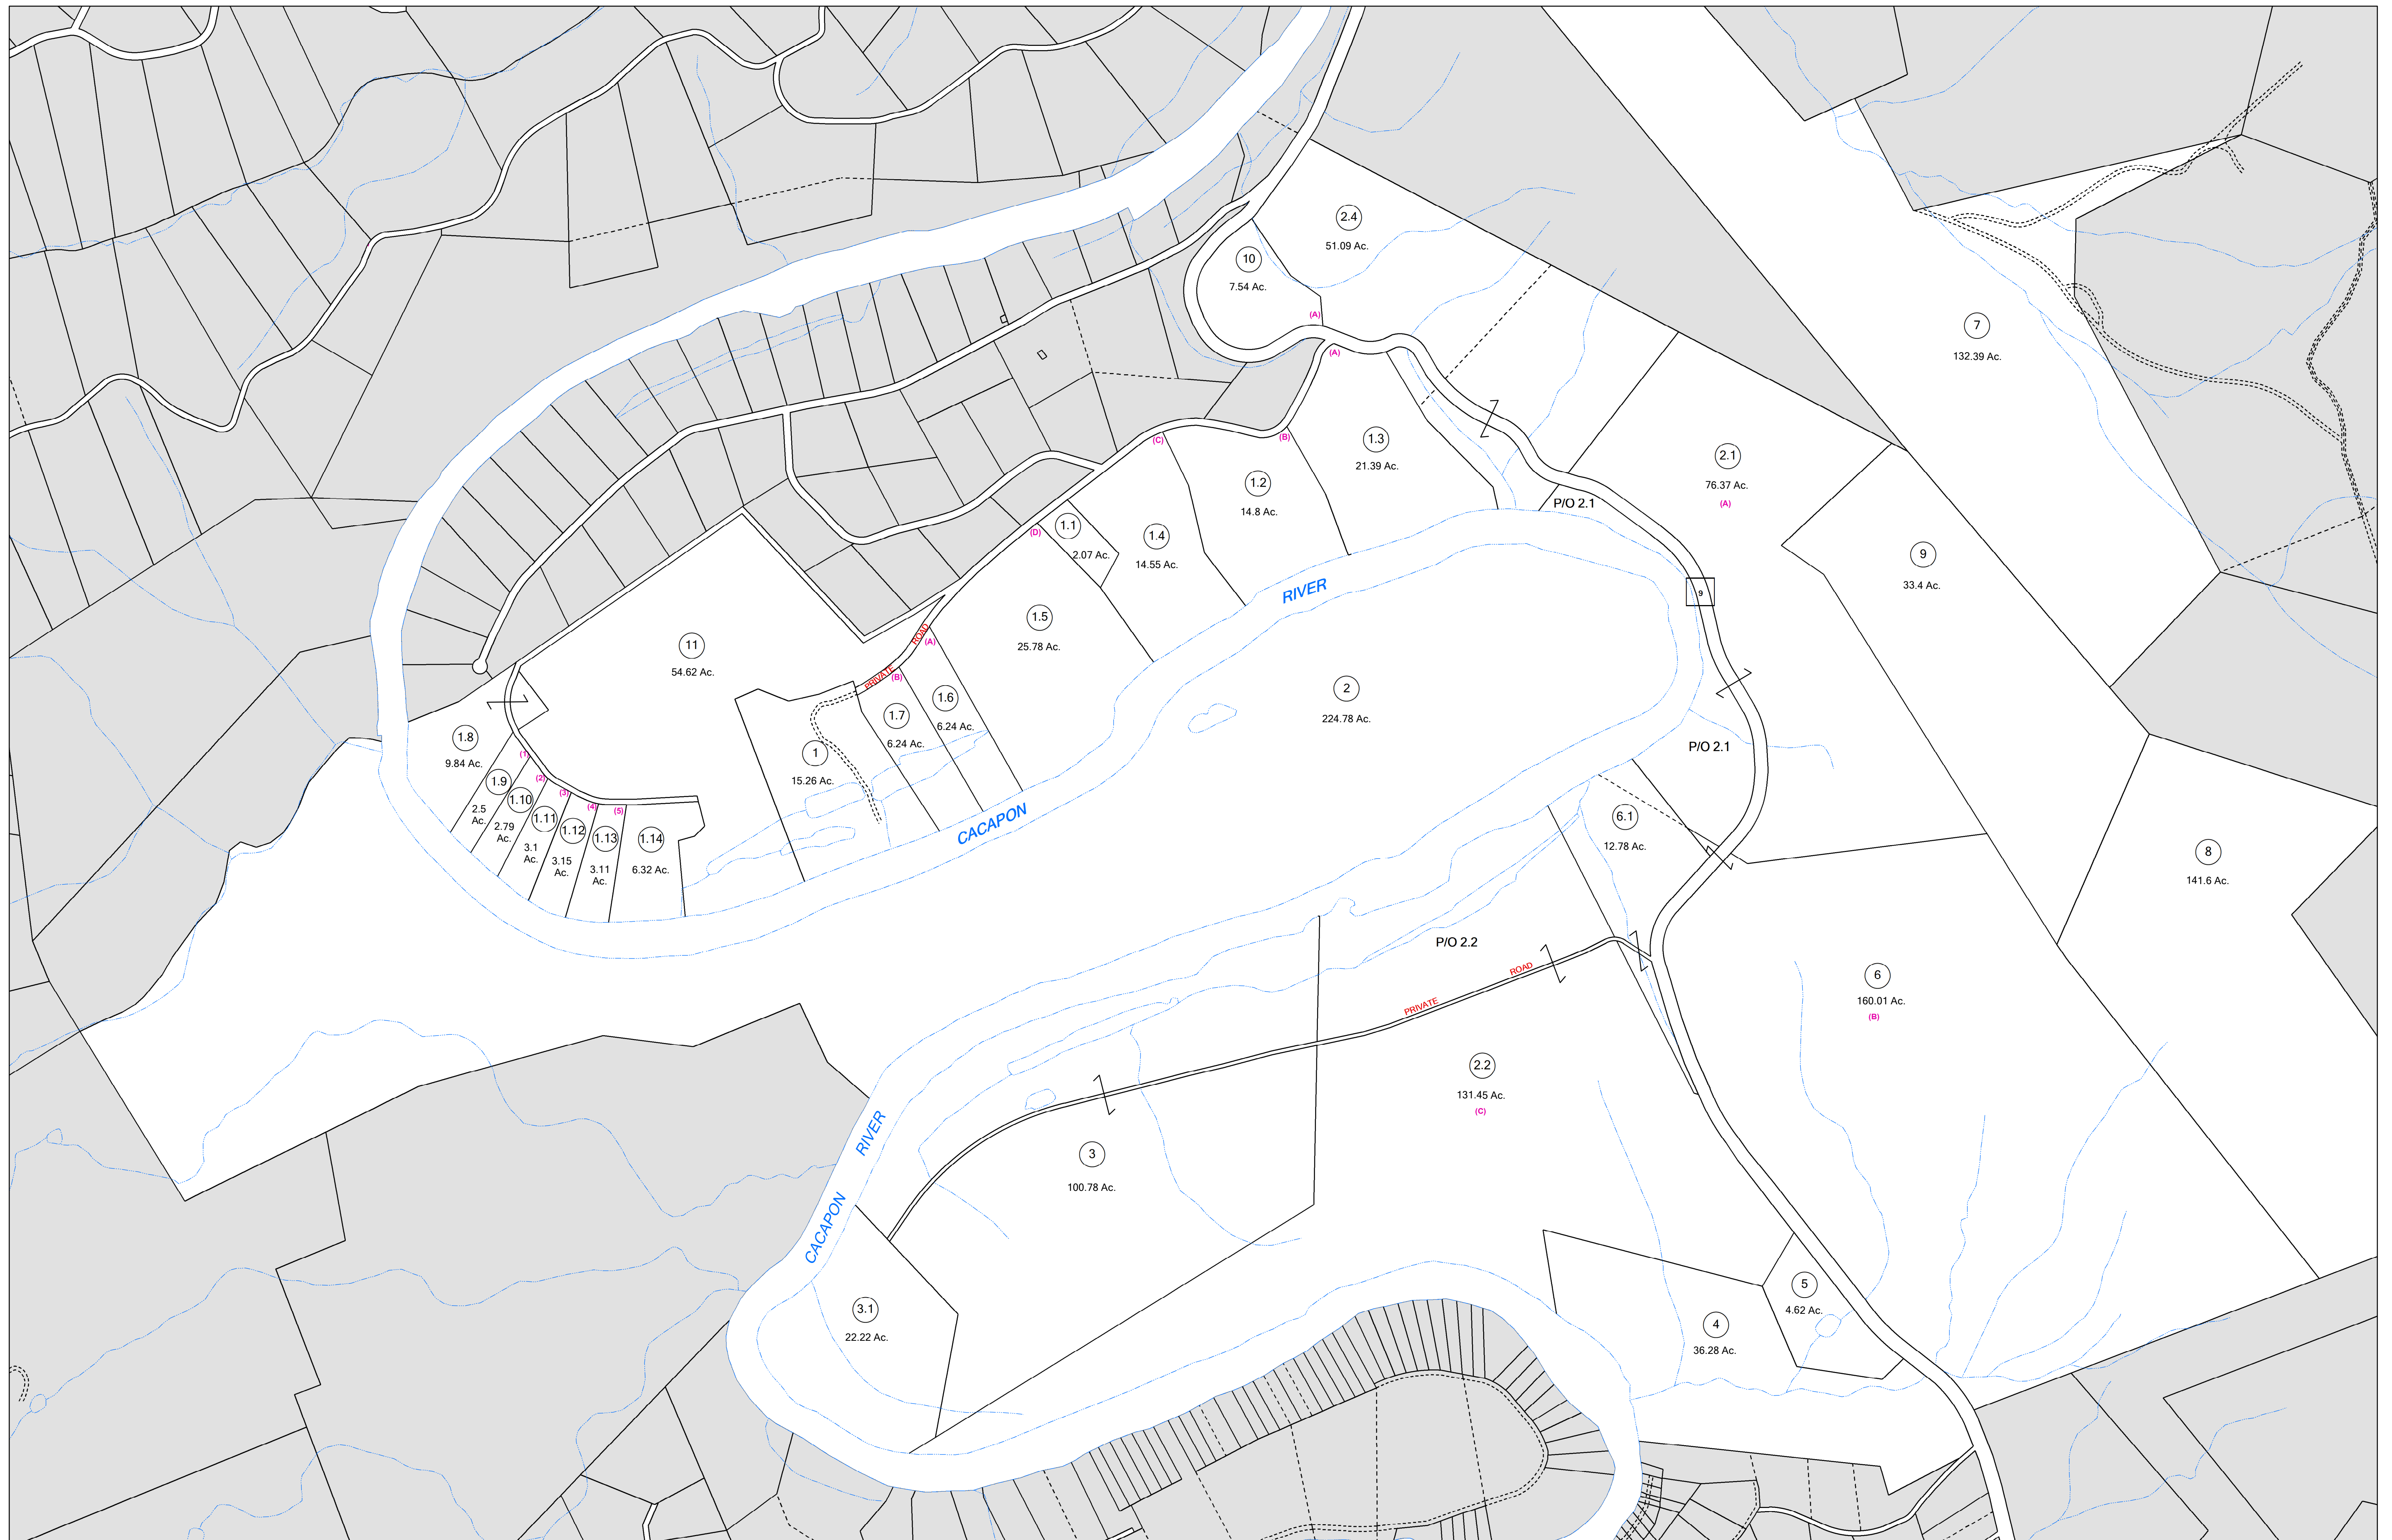 2.4
51.09 Ac.
10
7.54 Ac.
(A)
(A)
7
132.39 Ac.
(C)
(B)
1.3
21.39 Ac.
2.1
76.37 Ac.
(A)
1.2
14.8 Ac.
P/O 2.1
(D)
1.1
2.07 Ac.
1.4
14.55 Ac.
9
33.4 Ac.
RIVER
9
1.5
25.78 Ac.
11
54.62 Ac.
PRIVATE ROAD
(A)
(B)
1.6
6.24 Ac.
1.7
6.24 Ac.
2
224.78 Ac.
1.8
9.84 Ac.
1
15.26 Ac.
P/O 2.1
(1)
(2)
(3)
(4)
(5)
1.9
2.5
Ac.
1.10
2.79
Ac.
1.11
3.1
Ac.
1.12
3.15
Ac.
1.13
3.11
Ac.
1.14
6.32 Ac.
CACAPON
6.1
12.78 Ac.
8
141.6 Ac.
P/O 2.2
PRIVATE ROAD
6
160.01 Ac.
(B)
2.2
131.45 Ac.
(C)
CACAPON RIVER
3
100.78 Ac.
3.1
22.22 Ac.
5
4.62 Ac.
4
36.28 Ac.